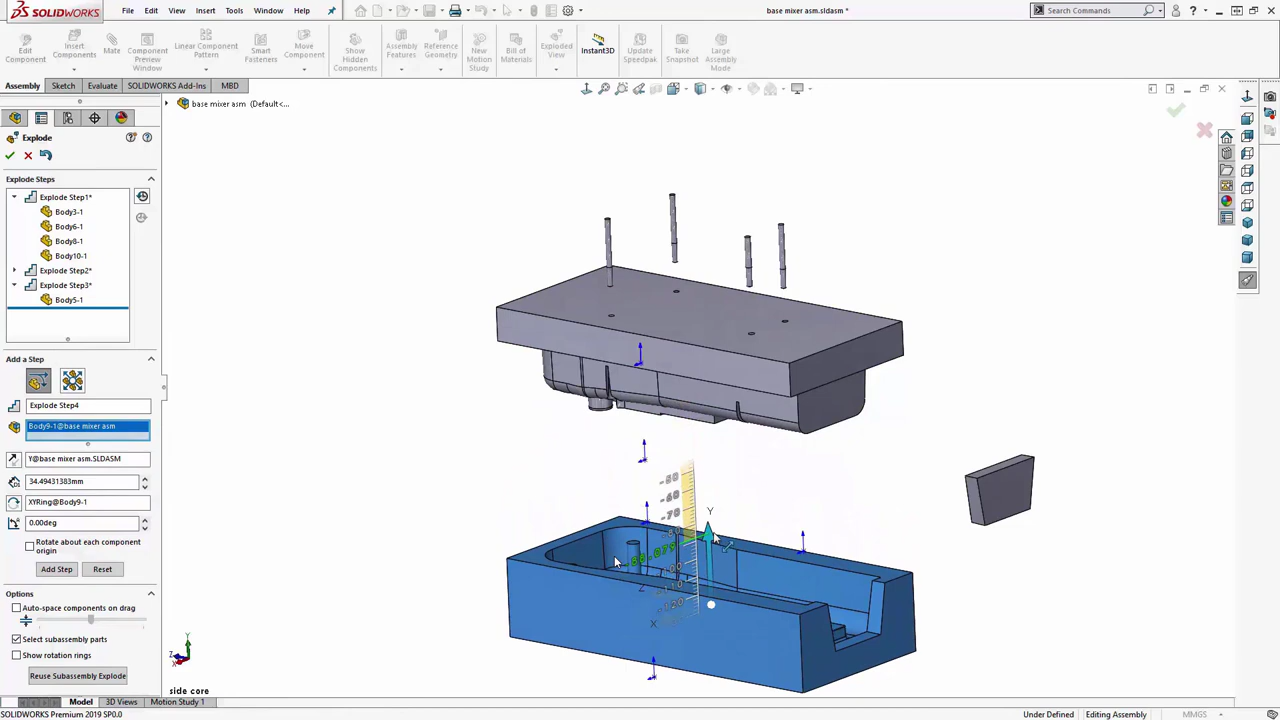 SOLIDWORKS File Edit View Insert Tools Window Help base mixer asm.sldasm * Search Commands
Edit Component
Insert Components
Mate
Component Preview Window
Linear Component Pattern
Smart Fasteners
Move Component
Show Hidden Components
Assembly Features
Reference Geometry
New Motion Study
Bill of Materials
Exploded View
Instant3D
Update Speedpak
Take Snapshot
Large Assembly Mode
Assembly Sketch Evaluate SOLIDWORKS Add-Ins MBD
base mixer asm (Default<...
Explode
Explode Steps
Explode Step1*
Body3-1
Body6-1
Body8-1
Body10-1
Explode Step2*
Explode Step3*
Body5-1
Add a Step
Explode Step4
Body9-1@base mixer asm
Y@base mixer asm.SLDASM
34.49431383mm
XYRing@Body9-1
0.00deg
Rotate about each component origin
Add Step Reset
Options
Auto-space components on drag
Select subassembly parts
Show rotation rings
Reuse Subassembly Explode
-50
-60
-70
-80
-100
-110
-120
Y
Z
X
Y
Z
X
side core
Model 3D Views Motion Study 1
SOLIDWORKS Premium 2019 SP0.0 Under Defined Editing Assembly MMGS